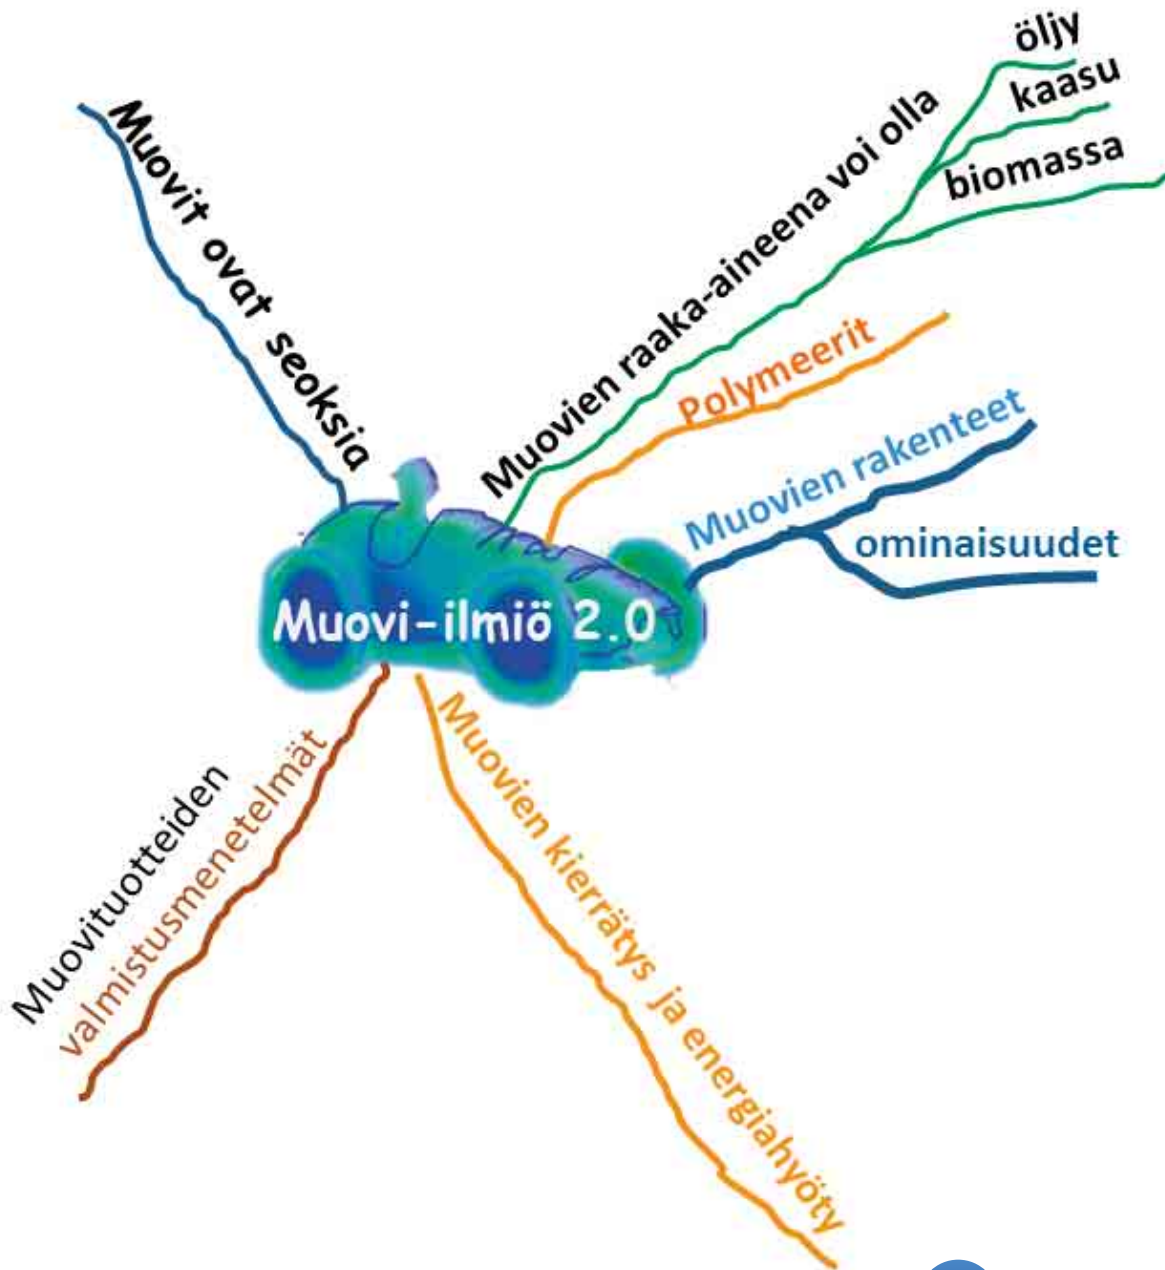 öljy
kaasu
biomassa
Muovien raaka-aineena voi olla
Muovit ovat seoksia
Polymeerit
Muovien rakenteet
ominaisuudet
Muovi-ilmiö 2.0
Muovituotteiden
valmistusmenetelmät
Muovien kierrätys ja energiahyöty